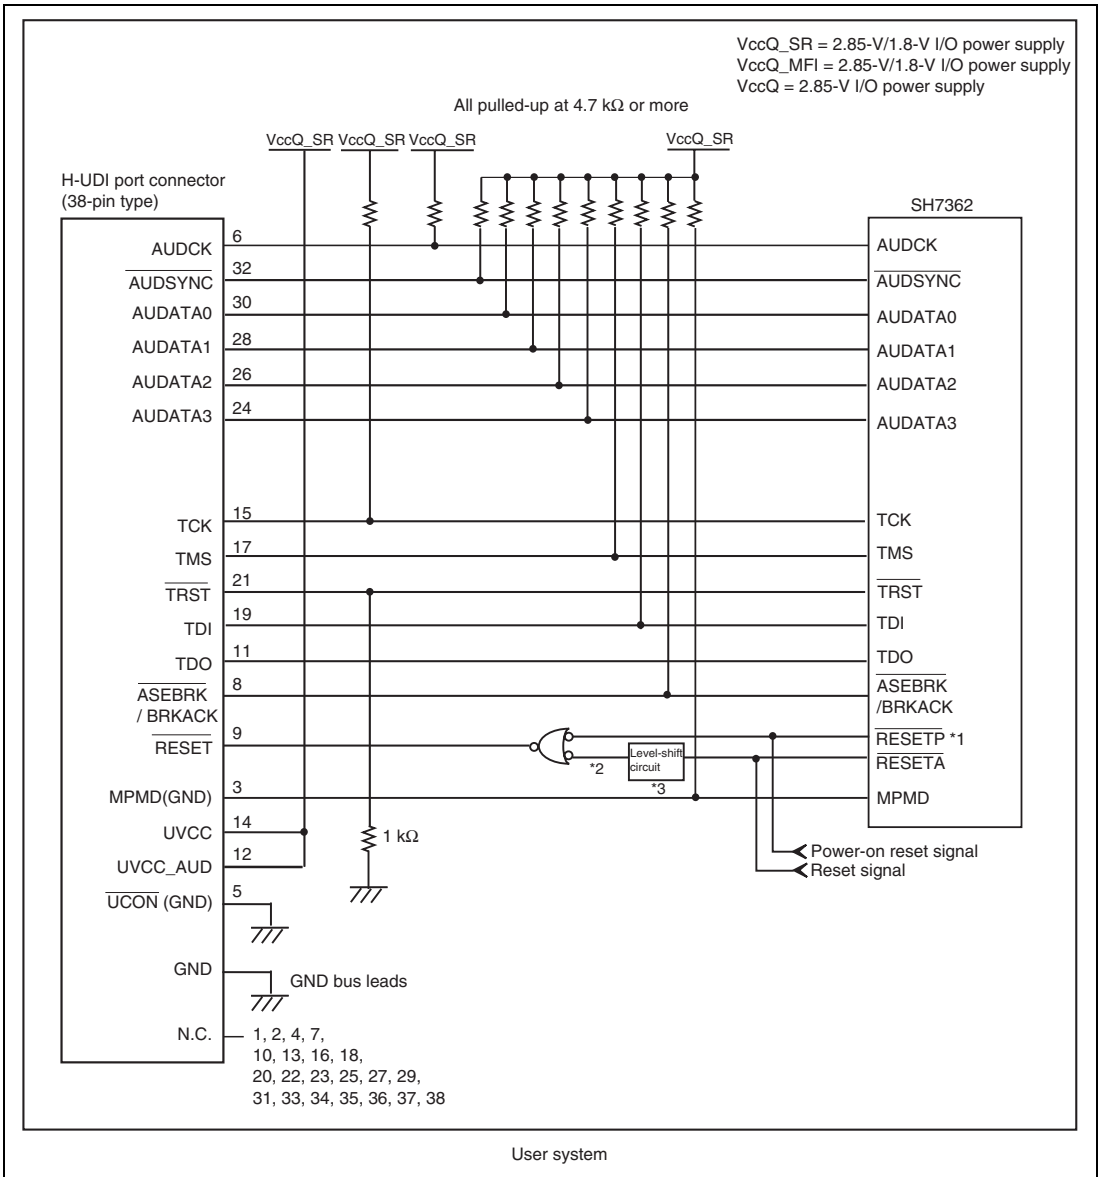 VccQ_SR = 2.85-V/1.8-V I/O power supply
VccQ_MFI = 2.85-V/1.8-V I/O power supply
VccQ = 2.85-V I/O power supply
All pulled-up at 4.7 kΩ or more
VccQ_SR VccQ_SR VccQ_SR VccQ_SR
H-UDI port connector
(38-pin type)
SH7362
AUDCK 6 AUDCK
AUDSYNC 32 AUDSYNC
AUDATA0 30 AUDATA0
AUDATA1 28 AUDATA1
AUDATA2 26 AUDATA2
AUDATA3 24 AUDATA3
TCK 15 TCK
TMS 17 TMS
TRST 21 TRST
TDI 19 TDI
TDO 11 TDO
ASEBRK 8 ASEBRK
/ BRKACK /BRKACK
RESET 9 RESETP *1
Level-shift
circuit
*2 RESETA
*3
MPMD(GND) 3 MPMD
UVCC 14 1 kΩ
Power-on reset signal
UVCC_AUD 12 Reset signal
UCON (GND) 5
GND GND bus leads
N.C. 1, 2, 4, 7,
10, 13, 16, 18,
20, 22, 23, 25, 27, 29,
31, 33, 34, 35, 36, 37, 38
User system